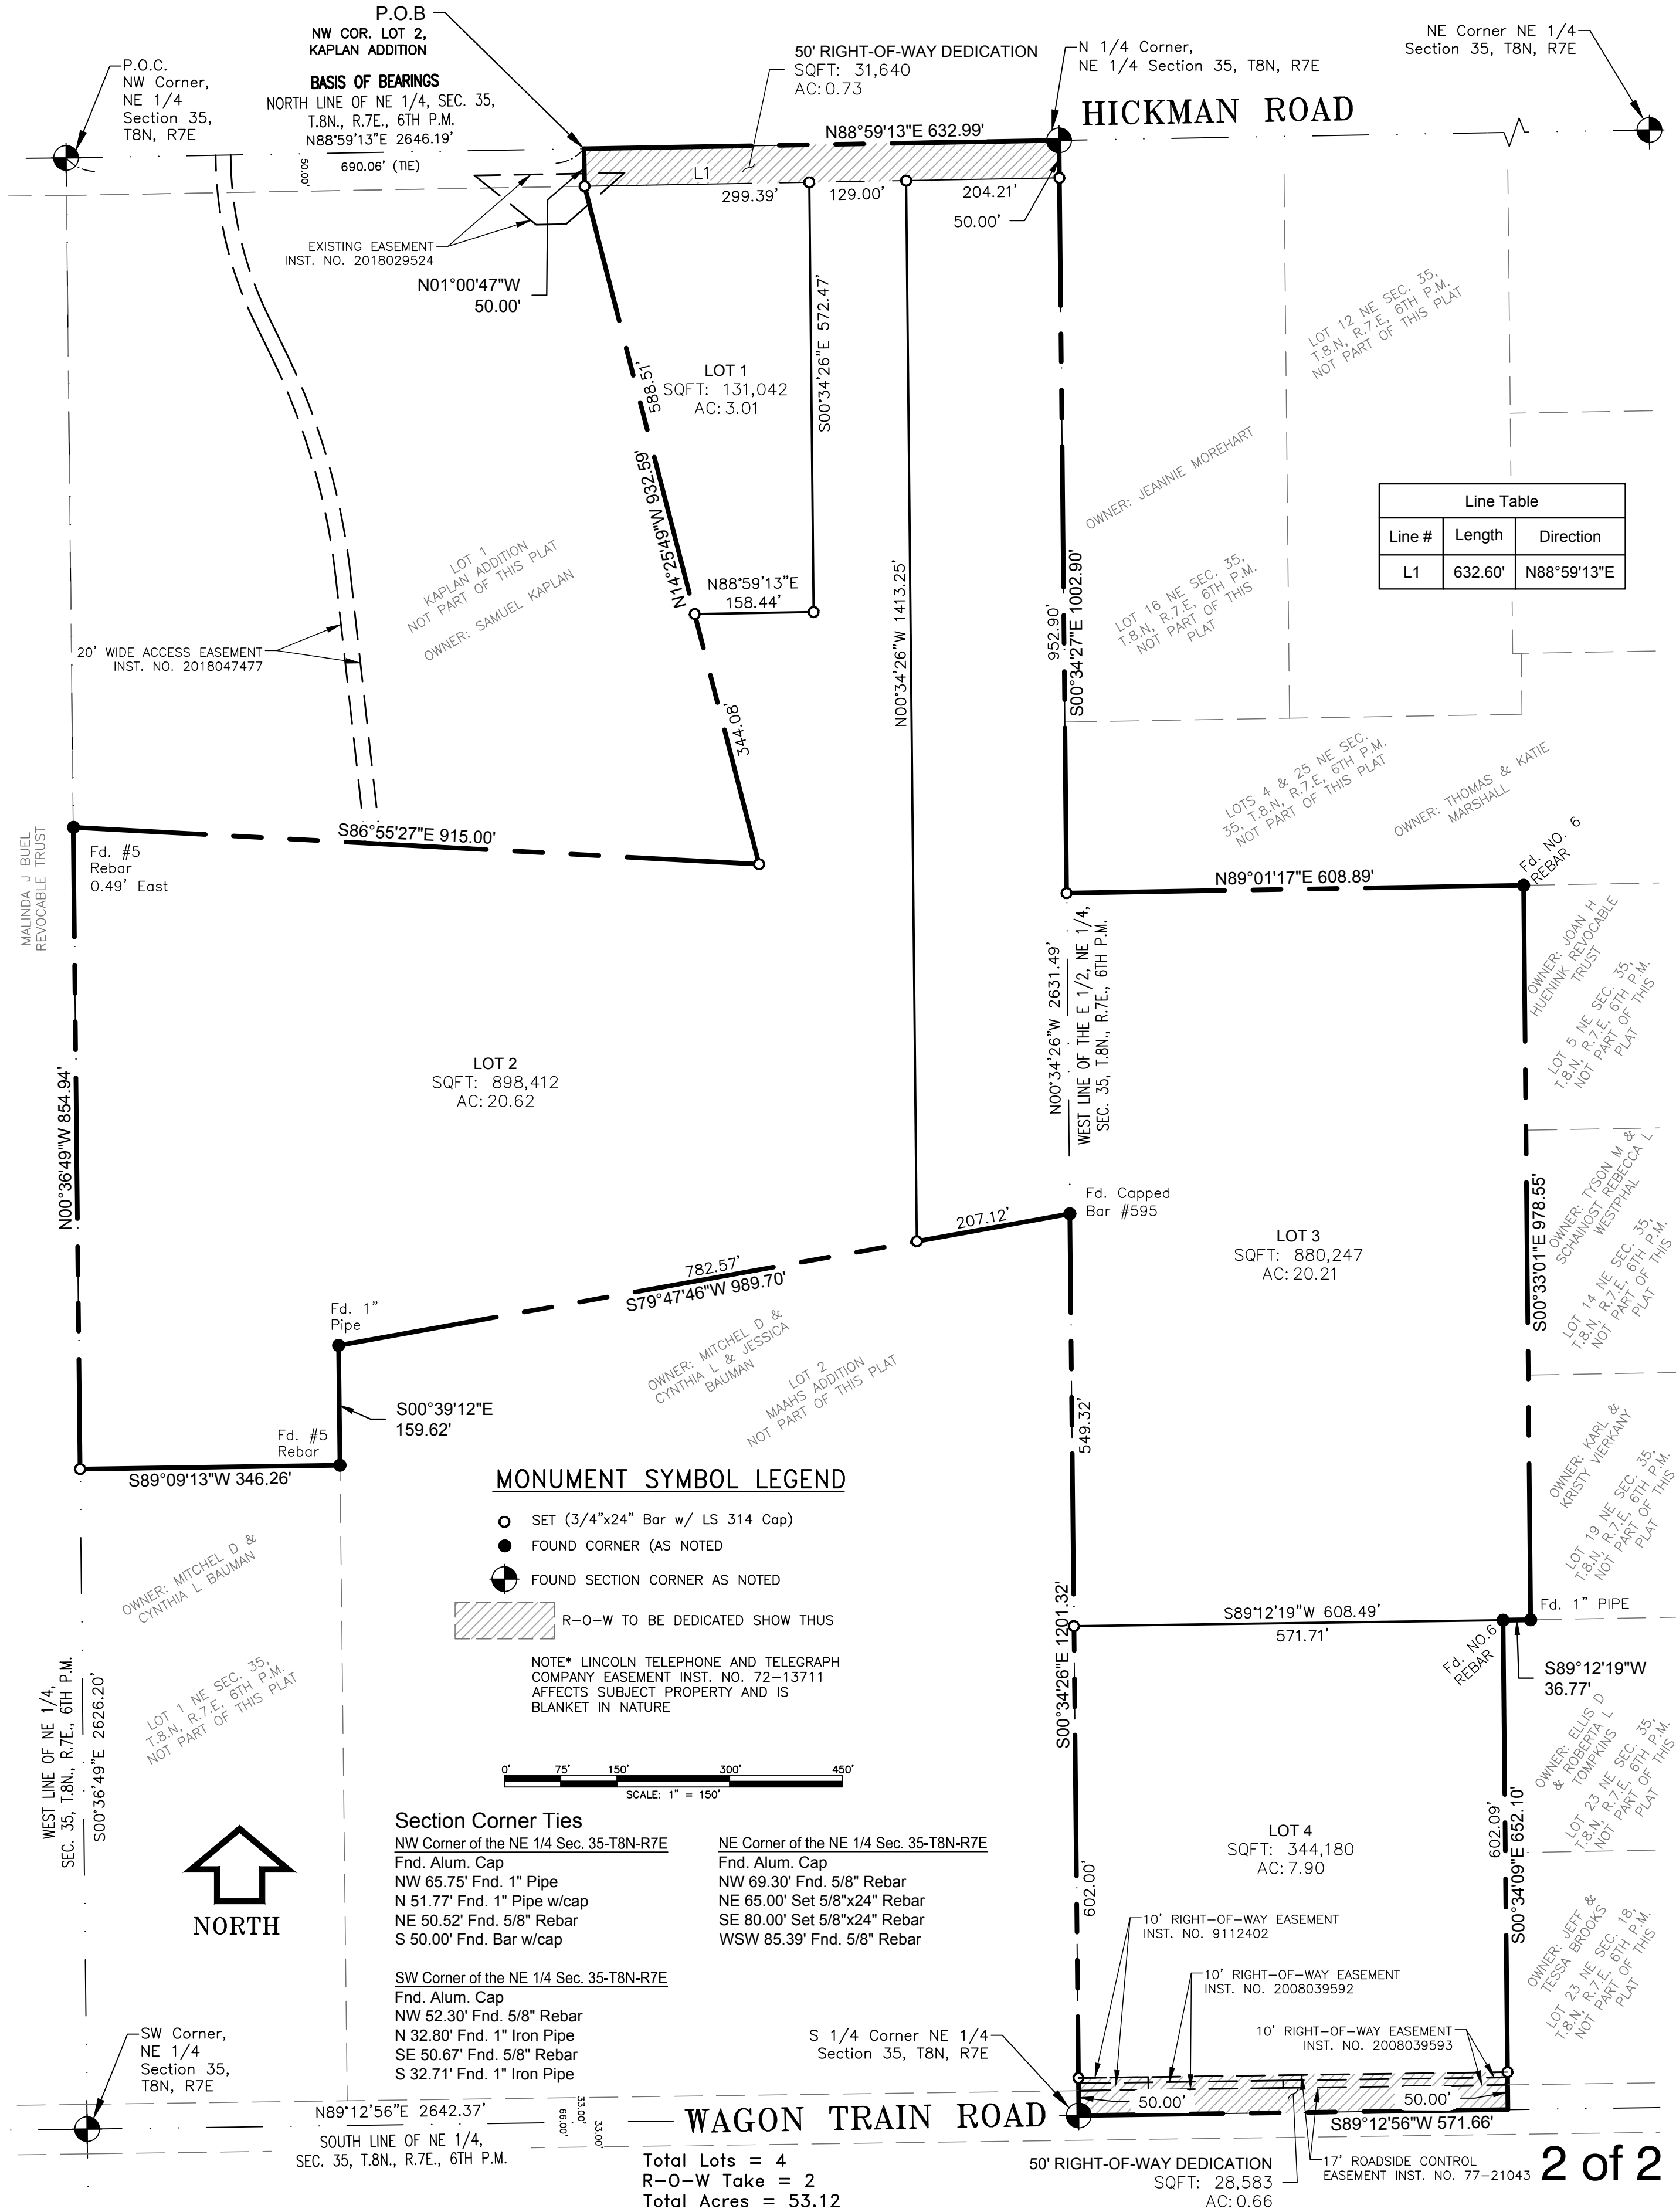 P.O.B
NW COR. LOT 2,
KAPLAN ADDITION
P.O.C.
NW Corner,
NE 1/4
Section 35,
T8N, R7E
BASIS OF BEARINGS
NORTH LINE OF NE 1/4, SEC. 35,
T.8N., R.7E., 6TH P.M.
N88°59'13"E 2646.19'
690.06' (TIE)
50.00'
50' RIGHT-OF-WAY DEDICATION
SQFT: 31,640
AC: 0.73
N 1/4 Corner,
NE 1/4 Section 35, T8N, R7E
NE Corner NE 1/4
Section 35, T8N, R7E
HICKMAN ROAD
N88°59'13"E 632.99'
L1
299.39'
129.00'
204.21'
50.00'
EXISTING EASEMENT
INST. NO. 2018029524
N01°00'47"W
50.00'
588.51'
N14°25'49"W 932.59'
344.08'
LOT 1
SQFT: 131,042
AC: 3.01
S00°34'26"E 572.47'
N88°59'13"E
158.44'
N00°34'26"W 1413.25'
952.90'
S00°34'27"E 1002.90'
LOT 12 NE SEC. 35,
T.8.N, R.7.E, 6TH P.M.
NOT PART OF THIS PLAT
OWNER: JEANNIE MOREHART
LOT 16 NE SEC. 35,
T.8.N, R.7.E, 6TH P.M.
NOT PART OF THIS
PLAT
Line Table
Line # Length Direction
L1 632.60' N88°59'13"E
LOT 1
KAPLAN ADDITION
NOT PART OF THIS PLAT
OWNER: SAMUEL KAPLAN
20' WIDE ACCESS EASEMENT
INST. NO. 2018047477
LOTS 4 & 25 NE SEC.
35, T.8.N, R.7.E, 6TH P.M.
NOT PART OF THIS PLAT
OWNER: THOMAS & KATIE
MARSHALL
MALINDA J BUEL
REVOCABLE TRUST
Fd. #5
Rebar
0.49' East
S86°55'27"E 915.00'
N89°01'17"E 608.89'
Fd. NO. 6
REBAR
OWNER: JOAN H
HUENINK REVOCABLE
TRUST
LOT 5 NE SEC. 35,
T.8.N, R.7.E, 6TH P.M.
NOT PART OF THIS
PLAT
N00°34'26"W 2631.49'
WEST LINE OF THE E 1/2, NE 1/4,
SEC. 35, T.8N., R.7E., 6TH P.M.
LOT 2
SQFT: 898,412
AC: 20.62
N00°36'49"W 854.94'
OWNER: TYSON M &
SCHAINOST REBECCA L
WESTPHAL
LOT 14 NE SEC. 35,
T.8.N, R.7.E, 6TH P.M.
NOT PART OF THIS
PLAT
S00°33'01"E 978.55'
Fd. Capped
Bar #595
207.12'
782.57'
S79°47'46"W 989.70'
LOT 3
SQFT: 880,247
AC: 20.21
Fd. 1"
Pipe
OWNER: MITCHEL D &
CYNTHIA L & JESSICA
BAUMAN
LOT 2
MAAHS ADDITION
NOT PART OF THIS PLAT
S00°39'12"E
159.62'
Fd. #5
Rebar
S89°09'13"W 346.26'
549.32'
S00°34'26"E 1201.32'
OWNER: KARL &
KRISTY VIERKANY
LOT 19 NE SEC. 35,
T.8.N, R.7.E, 6TH P.M.
NOT PART OF THIS
PLAT
MONUMENT SYMBOL LEGEND
SET (3/4"x24" Bar w/ LS 314 Cap)
FOUND CORNER (AS NOTED
FOUND SECTION CORNER AS NOTED
R-O-W TO BE DEDICATED SHOW THUS
NOTE* LINCOLN TELEPHONE AND TELEGRAPH
COMPANY EASEMENT INST. NO. 72-13711
AFFECTS SUBJECT PROPERTY AND IS
BLANKET IN NATURE
OWNER: MITCHEL D &
CYNTHIA L BAUMAN
LOT 1 NE SEC. 35,
T.8.N, R.7.E, 6TH P.M.
NOT PART OF THIS PLAT
WEST LINE OF NE 1/4,
SEC. 35, T.8N., R.7E., 6TH P.M.
S00°36'49"E 2626.20'
S89°12'19"W 608.49'
571.71'
Fd. 1" PIPE
Fd. NO.6
REBAR
S89°12'19"W
36.77'
OWNER: ELLIS D
& ROBERTA L
TOMPKINS
LOT 23 NE SEC. 35,
T.8.N, R.7.E, 6TH P.M.
NOT PART OF THIS
PLAT
0' 75' 150' 300' 450'
SCALE: 1" = 150'
Section Corner Ties
NW Corner of the NE 1/4 Sec. 35-T8N-R7E
Fnd. Alum. Cap
NW 65.75' Fnd. 1" Pipe
N 51.77' Fnd. 1" Pipe w/cap
NE 50.52' Fnd. 5/8" Rebar
S 50.00' Fnd. Bar w/cap
NE Corner of the NE 1/4 Sec. 35-T8N-R7E
Fnd. Alum. Cap
NW 69.30' Fnd. 5/8" Rebar
NE 65.00' Set 5/8"x24" Rebar
SE 80.00' Set 5/8"x24" Rebar
WSW 85.39' Fnd. 5/8" Rebar
SW Corner of the NE 1/4 Sec. 35-T8N-R7E
Fnd. Alum. Cap
NW 52.30' Fnd. 5/8" Rebar
N 32.80' Fnd. 1" Iron Pipe
SE 50.67' Fnd. 5/8" Rebar
S 32.71' Fnd. 1" Iron Pipe
NORTH
LOT 4
SQFT: 344,180
AC: 7.90
602.00'
602.09'
S00°34'09"E 652.10'
OWNER: JEFF &
TESSA BROOKS
LOT 23 NE SEC. 18,
T.8.N, R.7.E, 6TH P.M.
NOT PART OF THIS
PLAT
10' RIGHT-OF-WAY EASEMENT
INST. NO. 9112402
10' RIGHT-OF-WAY EASEMENT
INST. NO. 2008039592
10' RIGHT-OF-WAY EASEMENT
INST. NO. 2008039593
SW Corner,
NE 1/4
Section 35,
T8N, R7E
S 1/4 Corner NE 1/4
Section 35, T8N, R7E
50.00'
50.00'
N89°12'56"E 2642.37'
SOUTH LINE OF NE 1/4,
SEC. 35, T.8N., R.7E., 6TH P.M.
33.00'
66.00'
33.00'
WAGON TRAIN ROAD
S89°12'56"W 571.66'
Total Lots = 4
R-O-W Take = 2
Total Acres = 53.12
50' RIGHT-OF-WAY DEDICATION
SQFT: 28,583
AC: 0.66
17' ROADSIDE CONTROL
EASEMENT INST. NO. 77-21043
2 of 2